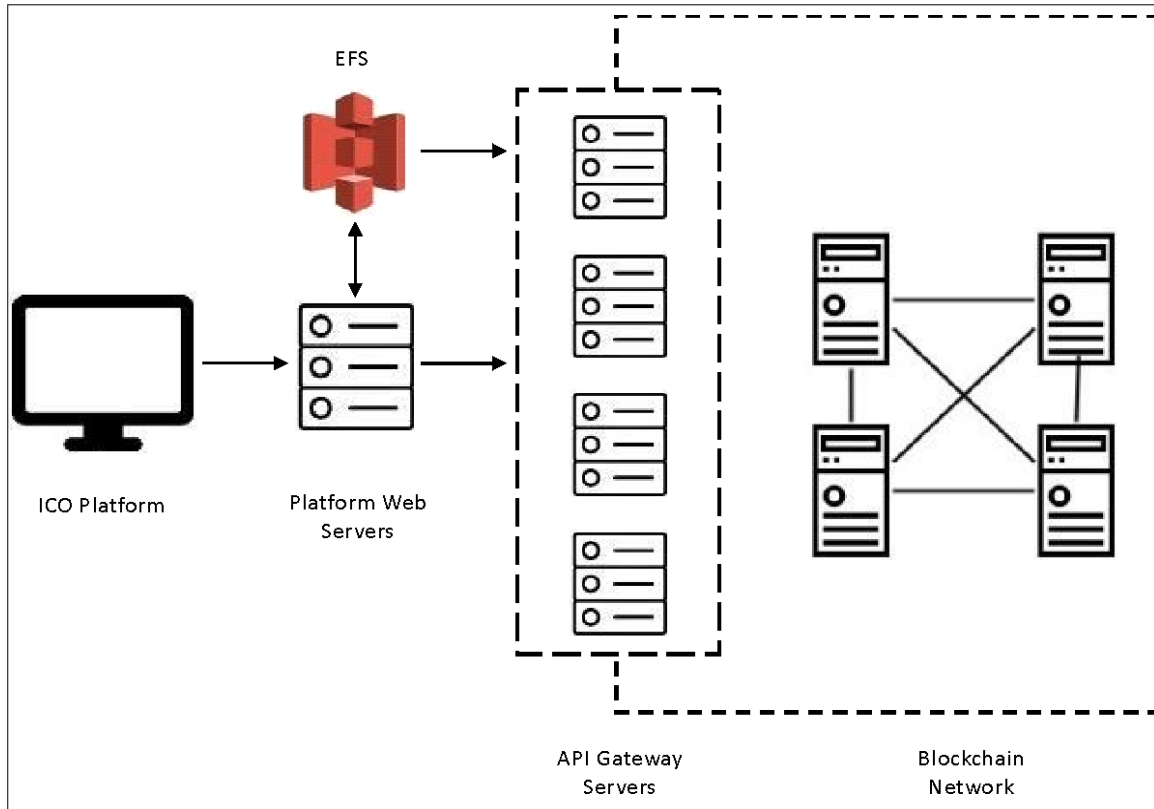 EFS
ICO Platform
Platform Web
Servers
API Gateway
Servers
Blockchain
Network